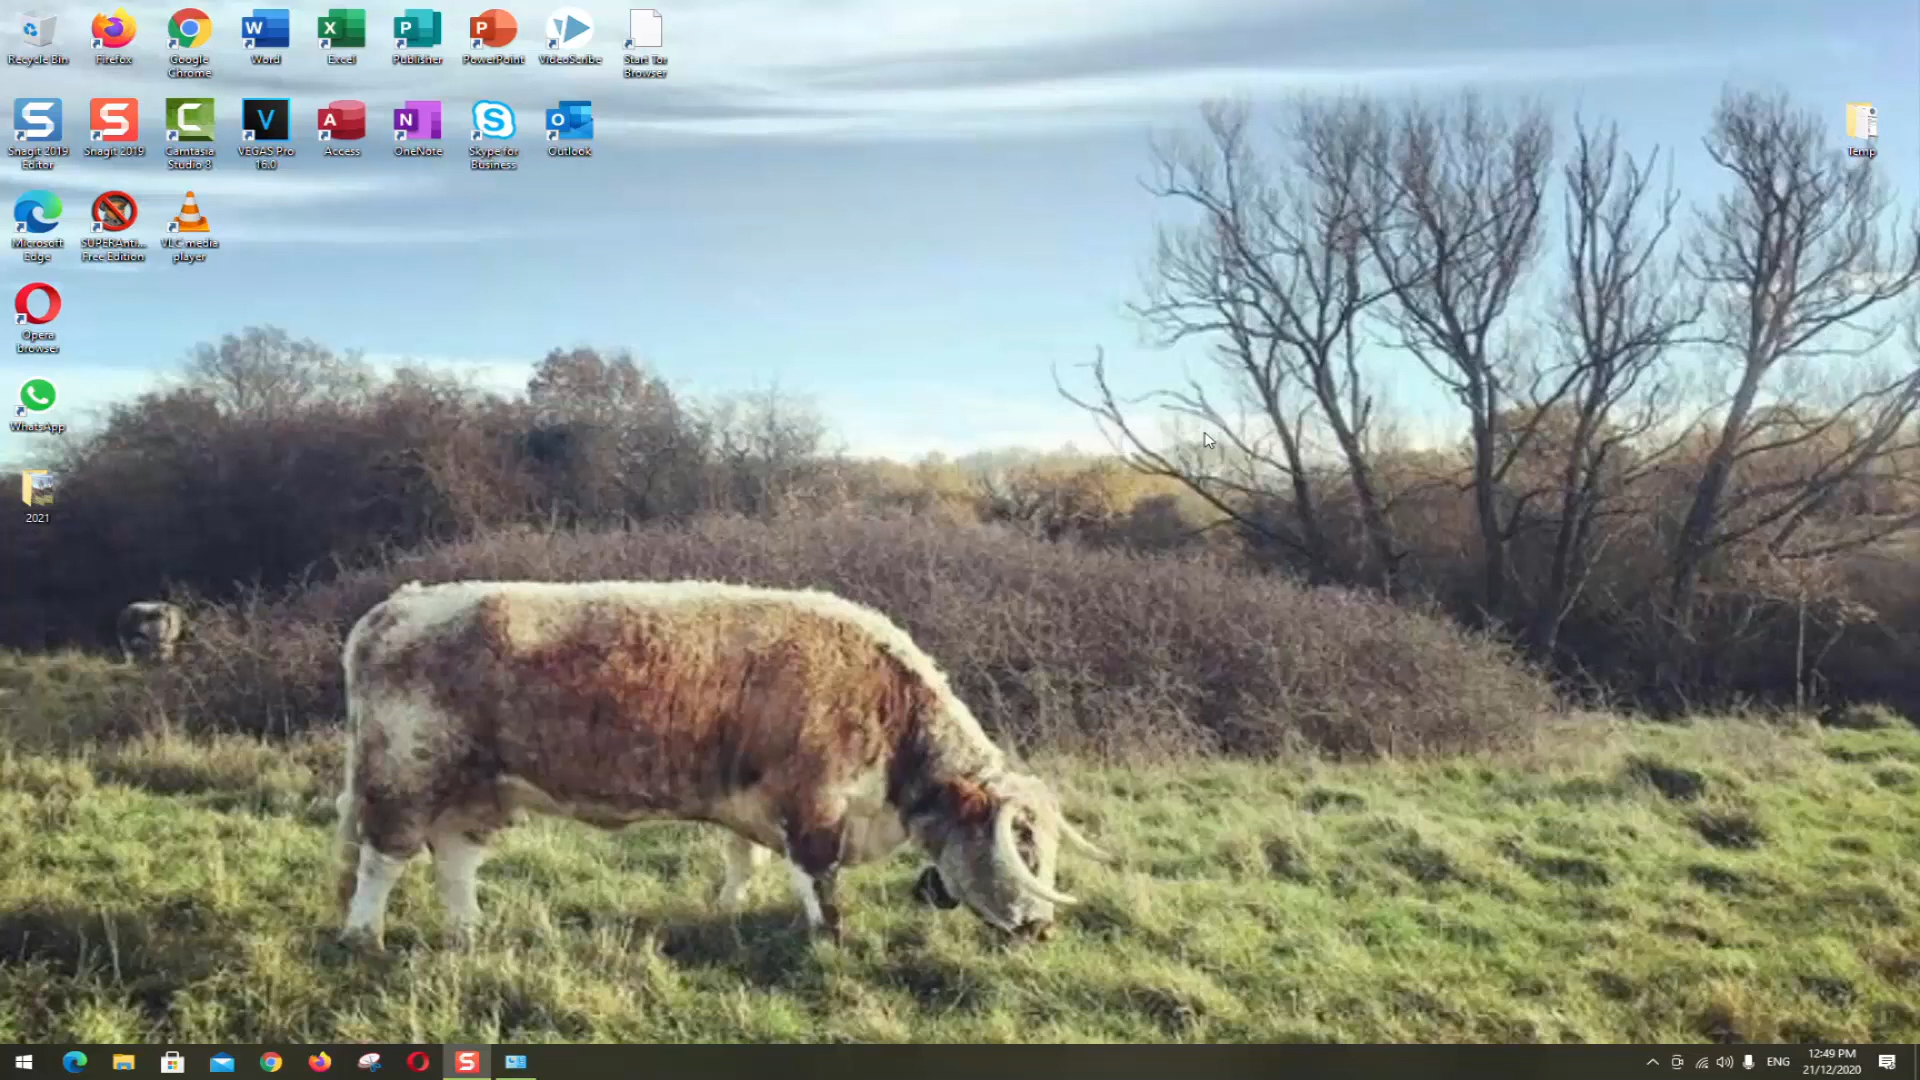 Recycle Bin
Firefox
Google
Chrome
Word
Excel
Publisher
PowerPoint
VideoScribe
Start Tor
Browser
Snagit 2019
Editor
Snagit 2019
Camtasia
Studio 8
VEGAS Pro
16.0
Access
OneNote
Skype for
Business
Outlook
Temp
Microsoft
Edge
SUPERAnti...
Free Edition
VLC media
player
Opera
browser
WhatsApp
2021
ENG
12:49 PM
21/12/2020